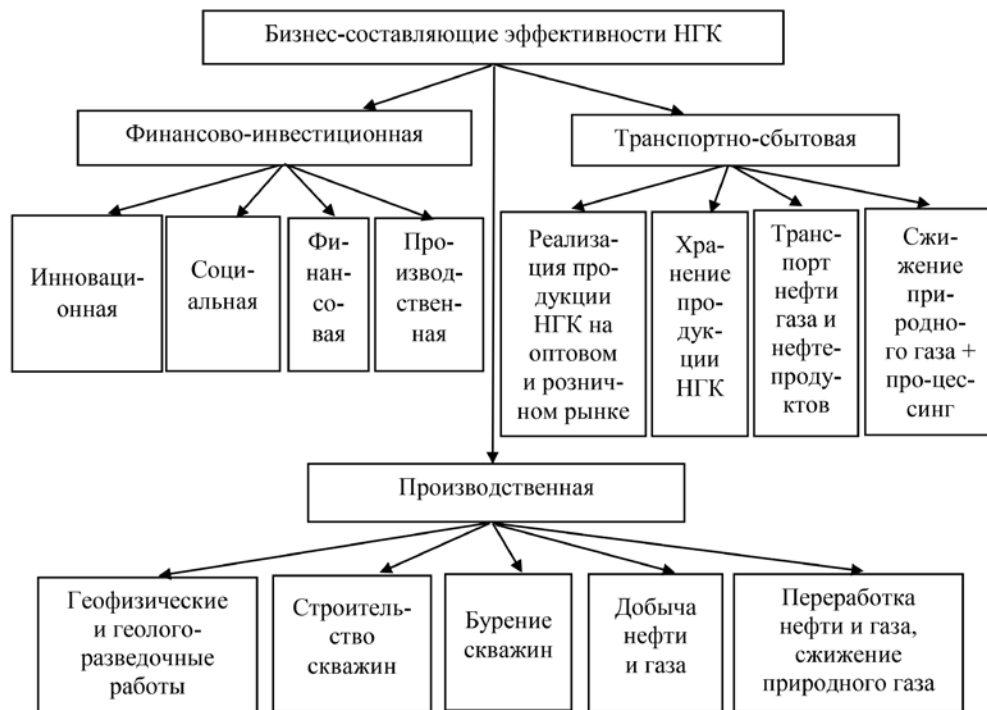 Бизнес-составляющие эффективности НГК
Финансово-инвестиционная
Транспортно-сбытовая
Инноваци-
онная
Соци-
альная
Фи-
нан-
со-
вая
Про-
извод-
ствен-
ная
Реализа-
ция про-
дукции
НГК на
оптовом
и рознич-
ном рынке
Хра-
нение
про-
дук-
ции
НГК
Транс-
порт
нефти
газа и
нефте-
проду-
ктов
Сжи-
жение
при-
родно-
го газа +
про-цес-
синг
Производственная
Геофизические
и геолого-
разведочные
работы
Строитель-
ство
скважин
Бурение
скважин
Добыча
нефти
и газа
Переработка
нефти и газа,
сжижение
природного газа